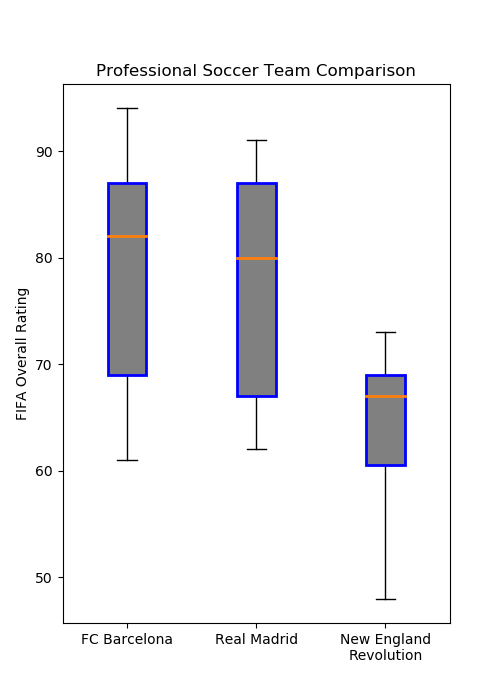 Professional Soccer Team Comparison
FIFA Overall Rating
90
80
70
60
50
FC Barcelona
Real Madrid
New England
Revolution